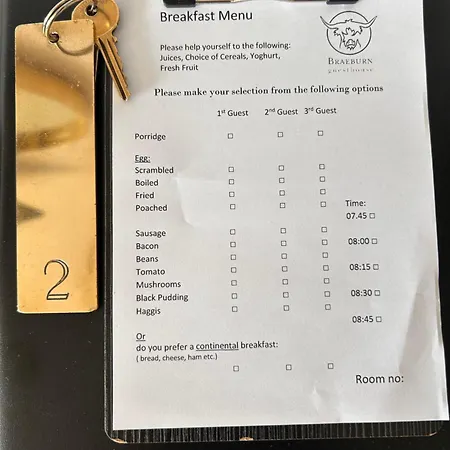 Breakfast Menu
Please help yourself to the following:
Juices, Choice of Cereals, Yoghurt,
Fresh Fruit
BRAEBURN
guesthouse
Please make your selection from the following options
1st Guest 2nd Guest 3rd Guest
Porridge
Egg:
Scrambled
Boiled
Fried
Poached
Time:
07.45
Sausage
Bacon
08:00
Beans
Tomato
08:15
Mushrooms
Black Pudding
08:30
Haggis
08:45
Or
do you prefer a continental breakfast:
( bread, cheese, ham etc.)
Room no:
2